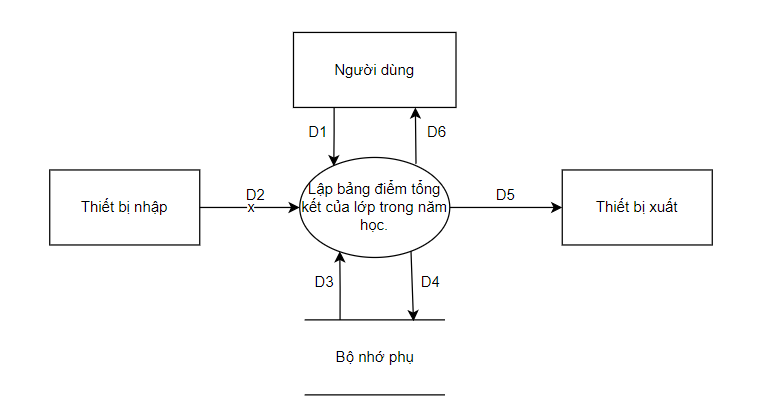 Người dùng
D1
D6
Thiết bị nhập
D2
x
Lập bảng điểm tổng
kết của lớp trong năm
học.
D5
Thiết bị xuất
D3
D4
Bộ nhớ phụ